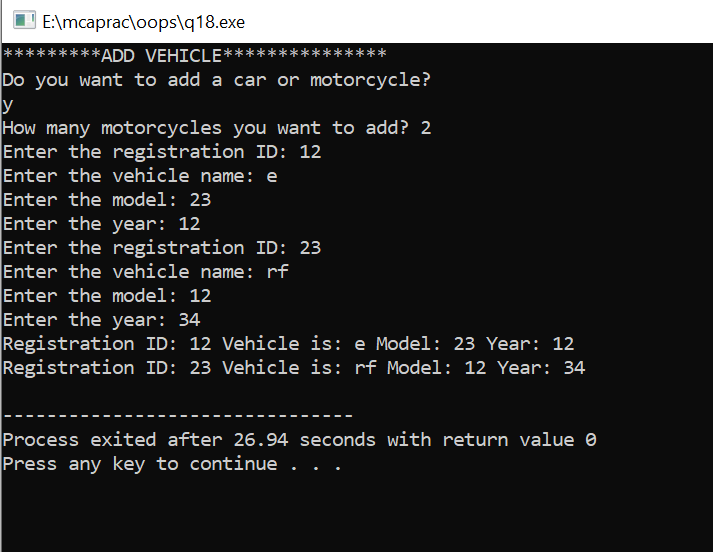 E:\mcaprac\oops\q18.exe
*********ADD VEHICLE***************
Do you want to add a car or motorcycle?
y
How many motorcycles you want to add? 2
Enter the registration ID: 12
Enter the vehicle name: e
Enter the model: 23
Enter the year: 12
Enter the registration ID: 23
Enter the vehicle name: rf
Enter the model: 12
Enter the year: 34
Registration ID: 12 Vehicle is: e Model: 23 Year: 12
Registration ID: 23 Vehicle is: rf Model: 12 Year: 34
--------------------------------
Process exited after 26.94 seconds with return value 0
Press any key to continue . . .